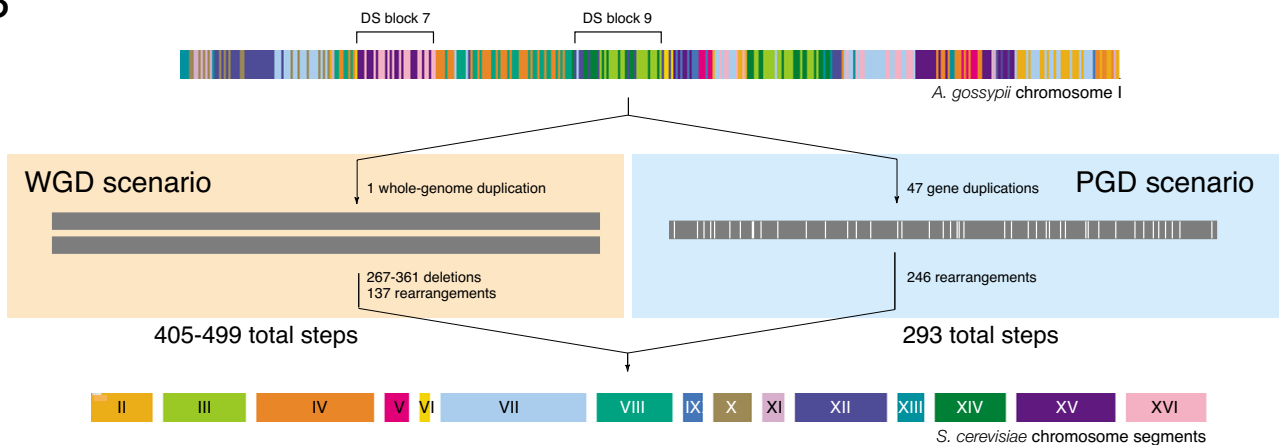 DS block 7 DS block 9
A. gossypii chromosome I
WGD scenario
1 whole-genome duplication
47 gene duplications
PGD scenario
267-361 deletions
137 rearrangements
246 rearrangements
405-499 total steps
293 total steps
II III IV V VI VII VIII IX X XI XII XIII XIV XV XVI
S. cerevisiae chromosome segments